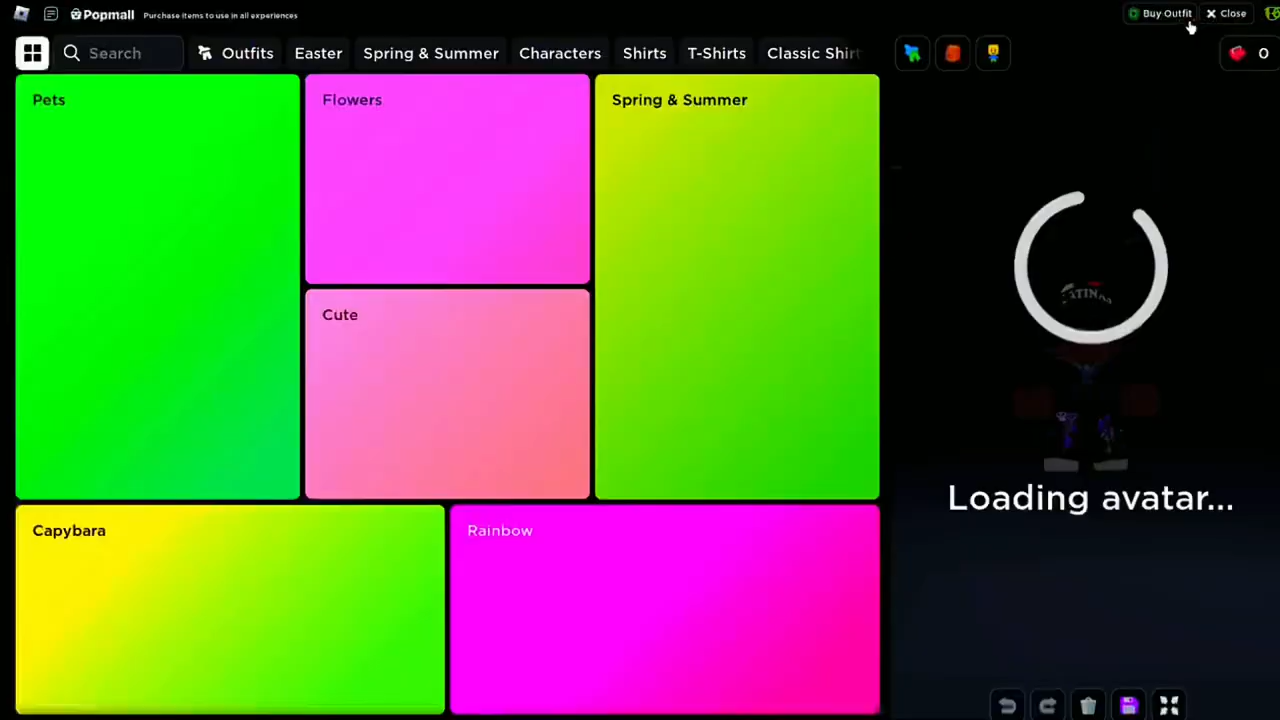 Popmall Purchase items to use in all experiences Buy Outfit Close
Search Outfits Easter Spring & Summer Characters Shirts T-Shirts Classic Shirt 0
Pets Flowers Spring & Summer
Cute
Loading avatar...
Capybara Rainbow